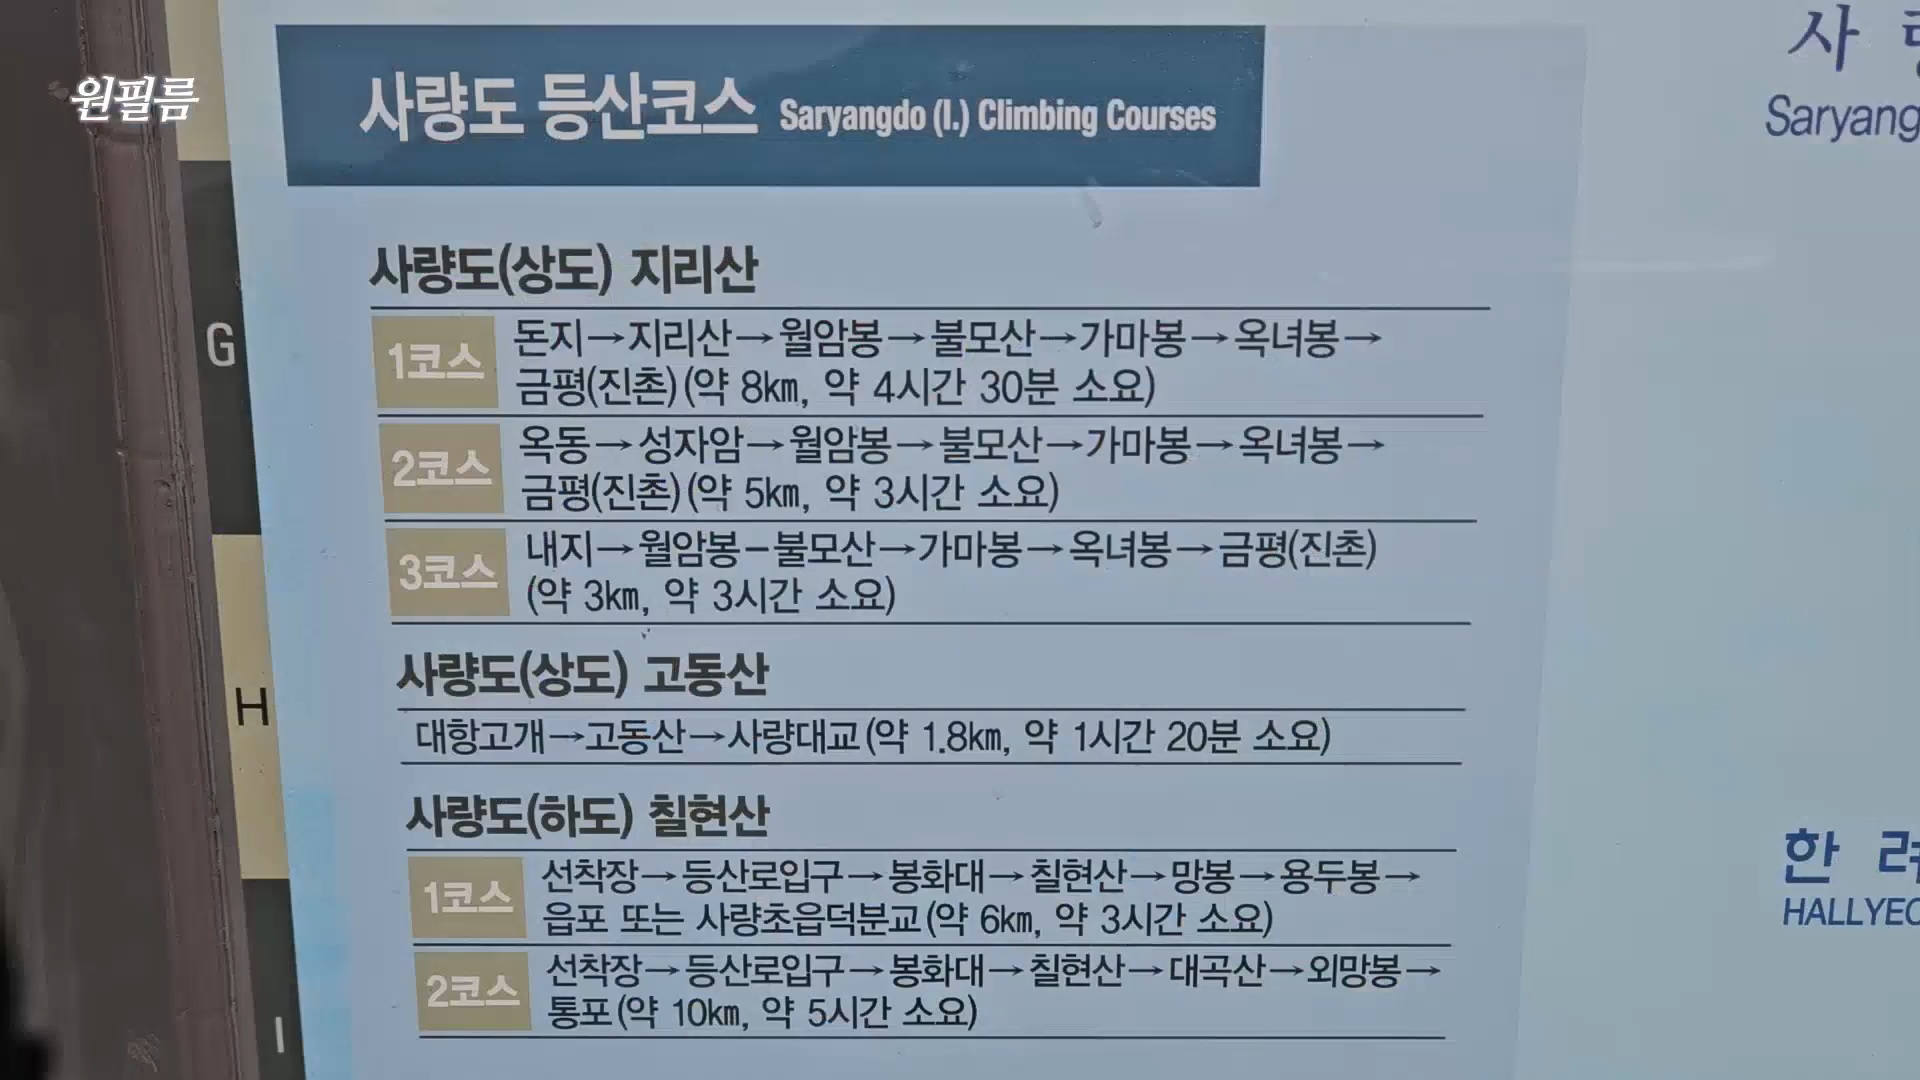 원필름
사량도 등산코스 Saryangdo (I.) Climbing Courses
사량도(상도) 지리산
1코스 돈지→지리산→월암봉→불모산→가마봉→옥녀봉→
금평(진촌)(약 8㎞, 약 4시간 30분 소요)
2코스 옥동→성자암→월암봉→불모산→가마봉→옥녀봉→
금평(진촌)(약 5㎞, 약 3시간 소요)
3코스 내지→월암봉-불모산→가마봉→옥녀봉→금평(진촌)
(약 3㎞, 약 3시간 소요)
사량도(상도) 고동산
대항고개→고동산→사량대교(약 1.8㎞, 약 1시간 20분 소요)
사량도(하도) 칠현산
1코스 선착장→등산로입구→봉화대→칠현산→망봉→용두봉→
읍포 또는 사량초읍덕분교(약 6㎞, 약 3시간 소요)
2코스 선착장→등산로입구→봉화대→칠현산→대곡산→외망봉→
통포(약 10㎞, 약 5시간 소요)
G
H
I
사
Saryang
한 려
HALLYEO